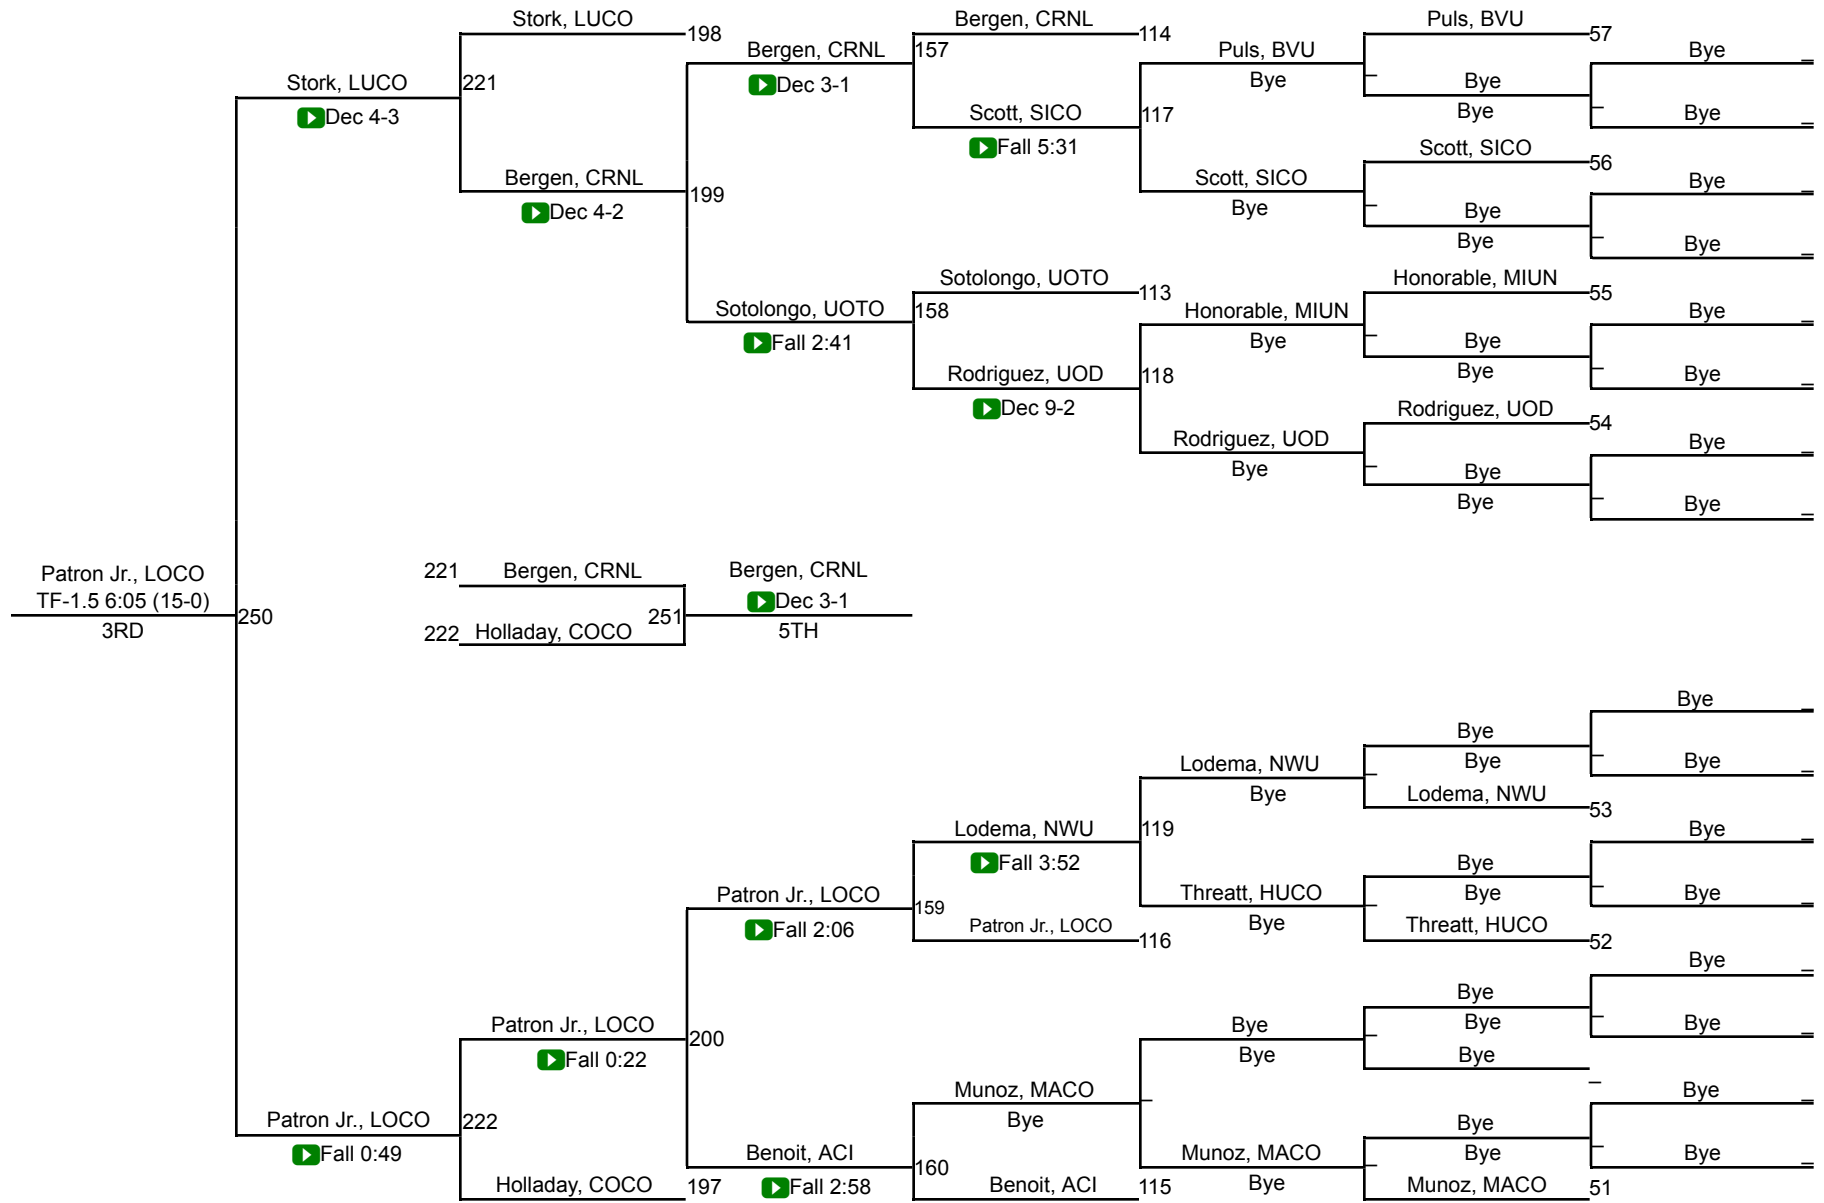 Stork, LUCO
198
Bergen, CRNL
114
Puls, BVU
57
Bergen, CRNL
157
Puls, BVU
Bye
Stork, LUCO
221
Dec 3-1
Bye
Bye
Dec 4-3
Scott, SICO
117
Bye
Bye
Fall 5:31
Scott, SICO
56
Bergen, CRNL
199
Scott, SICO
Bye
Dec 4-2
Bye
Bye
Bye
Bye
Sotolongo, UOTO
113
Honorable, MIUN
55
Sotolongo, UOTO
158
Honorable, MIUN
Bye
Fall 2:41
Bye
Bye
Rodriguez, UOD
118
Bye
Bye
Dec 9-2
Rodriguez, UOD
54
Rodriguez, UOD
Bye
Bye
Bye
Bye
Bye
Patron Jr., LOCO
221
Bergen, CRNL
Bergen, CRNL
TF-1.5 6:05 (15-0)
Dec 3-1
250
251
3RD
222
Holladay, COCO
5TH
Bye
Bye
Lodema, NWU
Bye
Bye
Bye
Lodema, NWU
53
Lodema, NWU
119
Bye
Fall 3:52
Bye
Patron Jr., LOCO
Threatt, HUCO
Bye
Bye
159
Fall 2:06
Patron Jr., LOCO
116
Bye
Threatt, HUCO
52
Bye
Bye
Patron Jr., LOCO
200
Bye
Bye
Bye
Fall 0:22
Bye
Bye
Munoz, MACO
Bye
Patron Jr., LOCO
222
Bye
Bye
Fall 0:49
Benoit, ACI
160
Munoz, MACO
Bye
Bye
Holladay, COCO
197
Fall 2:58
Benoit, ACI
115
Bye
Munoz, MACO
51